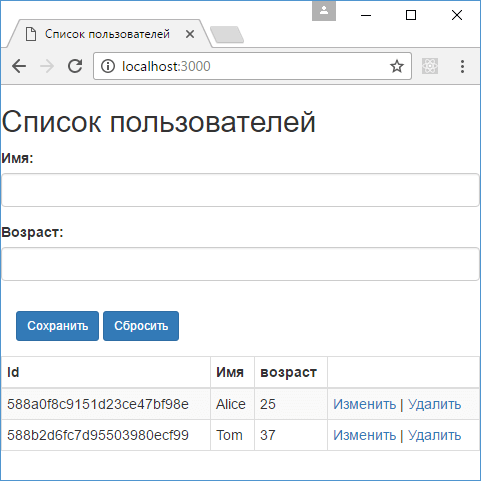 Список пользователей
localhost:3000
Список пользователей
Имя:
Возраст:
Сохранить Сбросить
Id Имя возраст
588a0f8c9151d23ce47bf98e Alice 25 Изменить | Удалить
588b2d6fc7d95503980ecf99 Tom 37 Изменить | Удалить